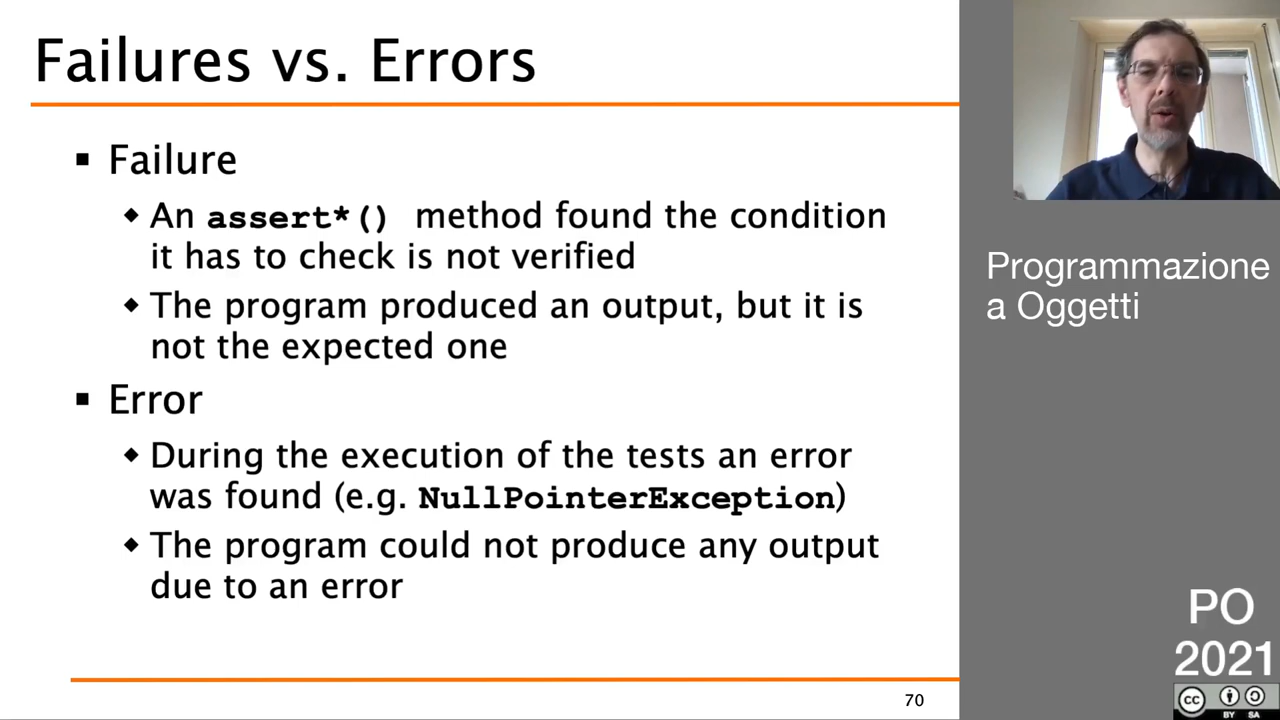 Failures vs. Errors
▪ Failure
◆ An assert*() method found the condition
it has to check is not verified
◆ The program produced an output, but it is
not the expected one
▪ Error
◆ During the execution of the tests an error
was found (e.g. NullPointerException)
◆ The program could not produce any output
due to an error
70
Programmazione
a Oggetti
PO
2021
cc
BY SA